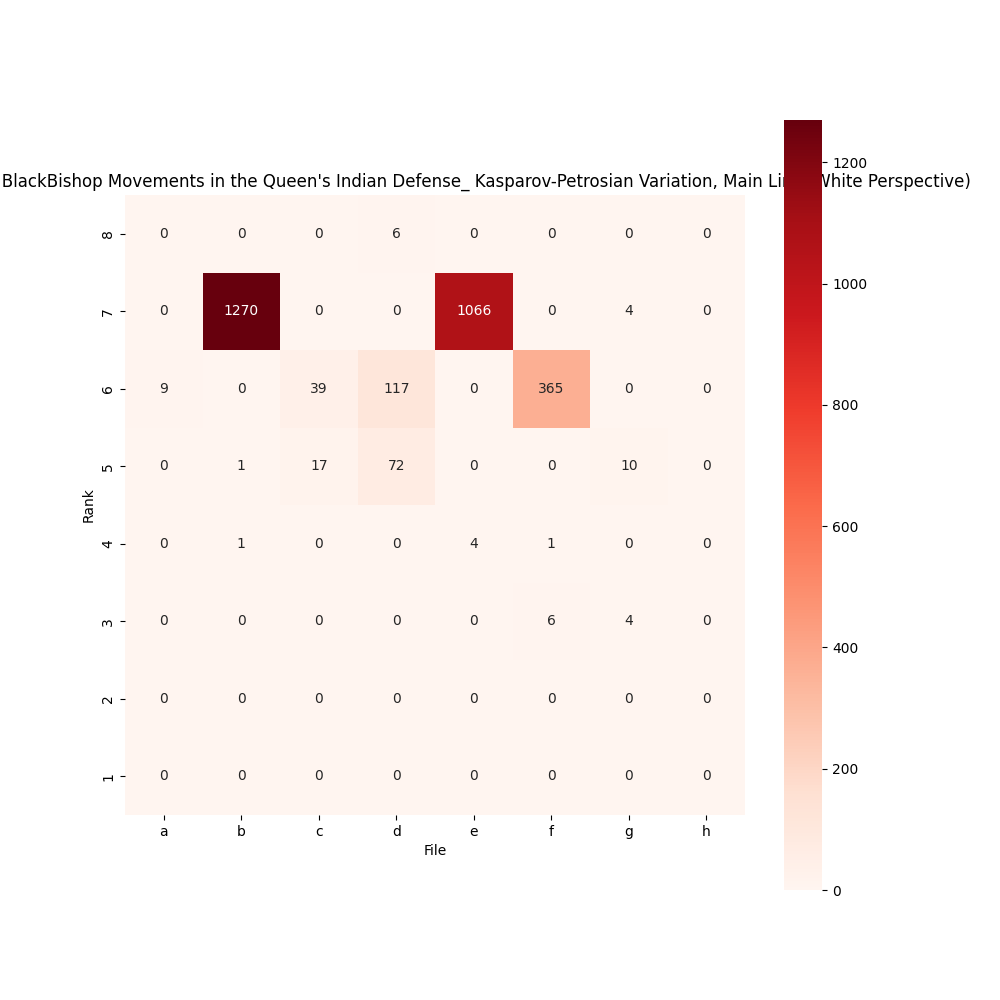 BlackBishop Movements in the Queen's Indian Defense_ Kasparov-Petrosian Variation, Main Line (White Perspective)
8 0 0 0 6 0 0 0 0
7 0 1270 0 0 1066 0 4 0
6 9 0 39 117 0 365 0 0
5 0 1 17 72 0 0 10 0
Rank
4 0 1 0 0 4 1 0 0
3 0 0 0 0 0 6 4 0
2 0 0 0 0 0 0 0 0
1 0 0 0 0 0 0 0 0
a b c d e f g h
File
1200
1000
800
600
400
200
0